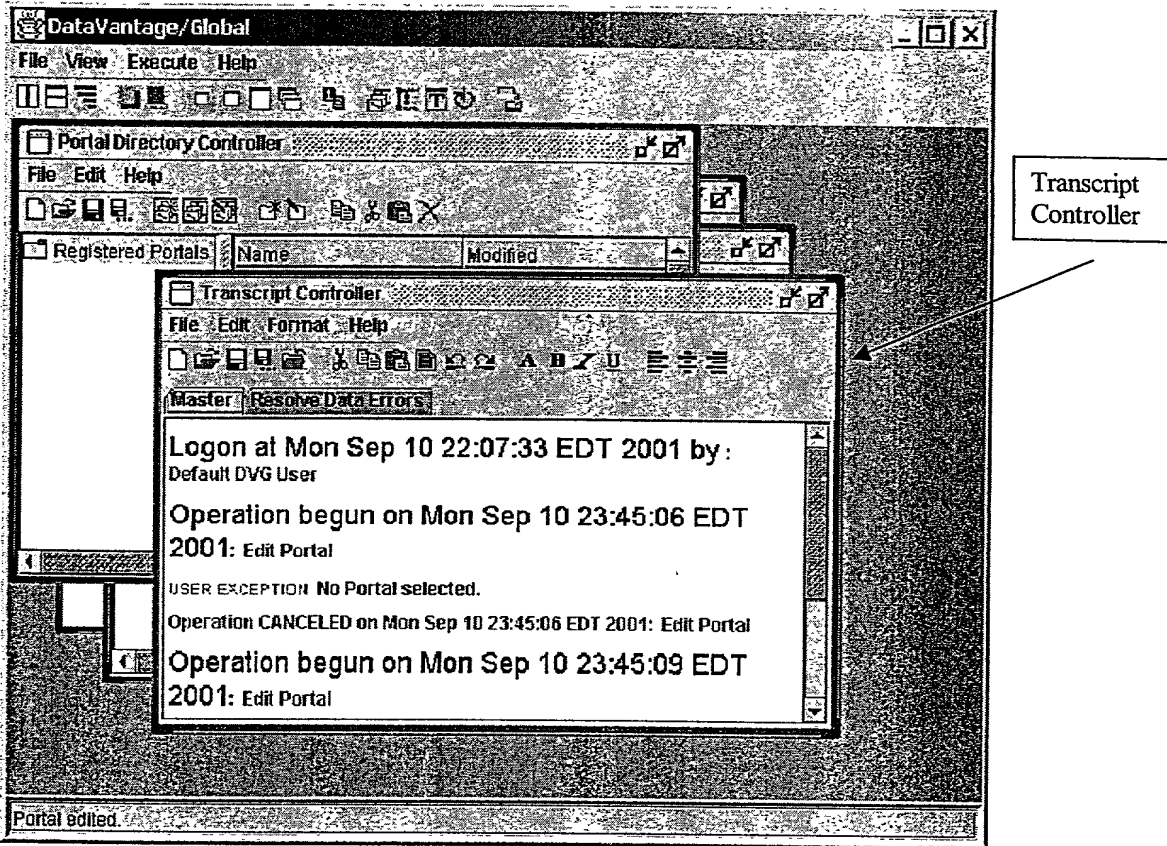 DataVantage/Global
File View Execute Help
Portal Directory Controller
File Edit Help
Registered Portals
Name
Modified
Transcript Controller
File Edit Format Help
A B I U
Master
Resolve Data Errors
Logon at Mon Sep 10 22:07:33 EDT 2001 by :
Default DVG User
Operation begun on Mon Sep 10 23:45:06 EDT
2001: Edit Portal
USER EXCEPTION No Portal selected.
Operation CANCELED on Mon Sep 10 23:45:06 EDT 2001: Edit Portal
Operation begun on Mon Sep 10 23:45:09 EDT
2001: Edit Portal
Portal edited.
Transcript
Controller